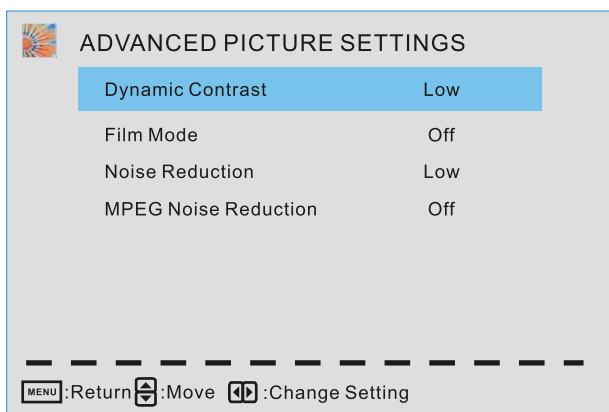 ADVANCED PICTURE SETTINGS
Dynamic Contrast Low
Film Mode Off
Noise Reduction Low
MPEG Noise Reduction Off
MENU :Return :Move :Change Setting